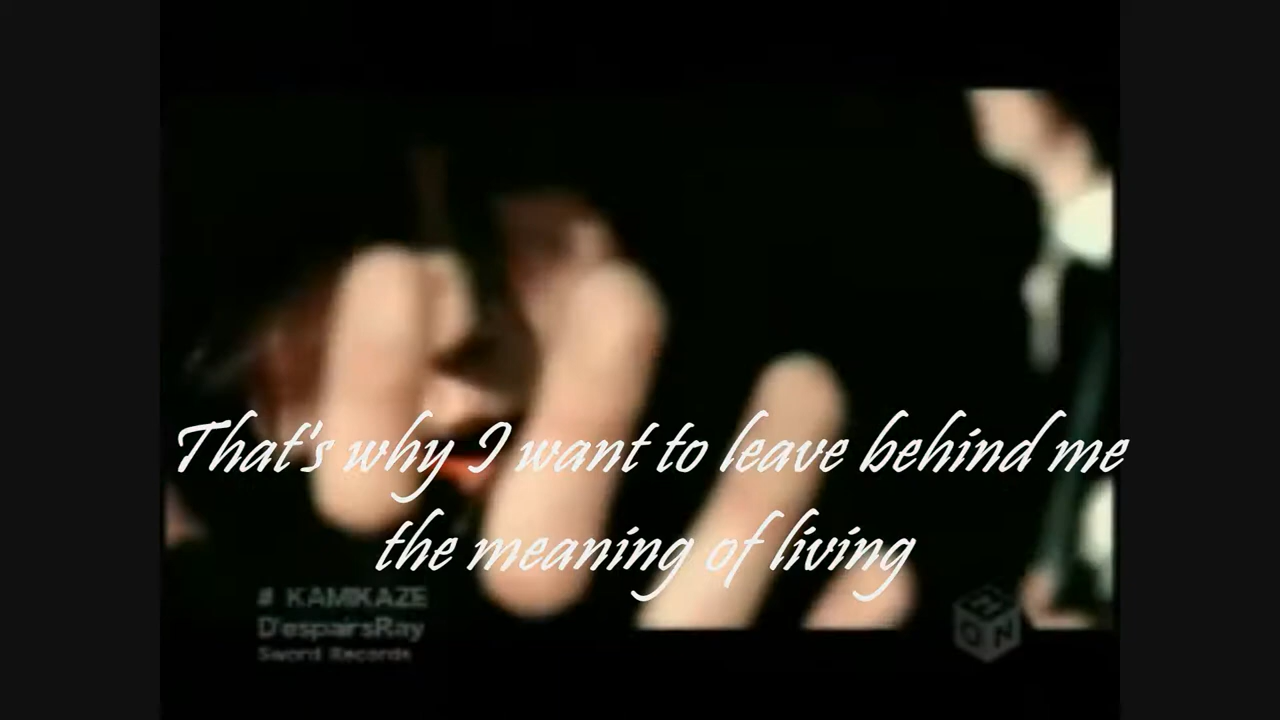 That's why I want to leave behind me
the meaning of living
# KAMIKAZE
D'espairsRay
Sword Records